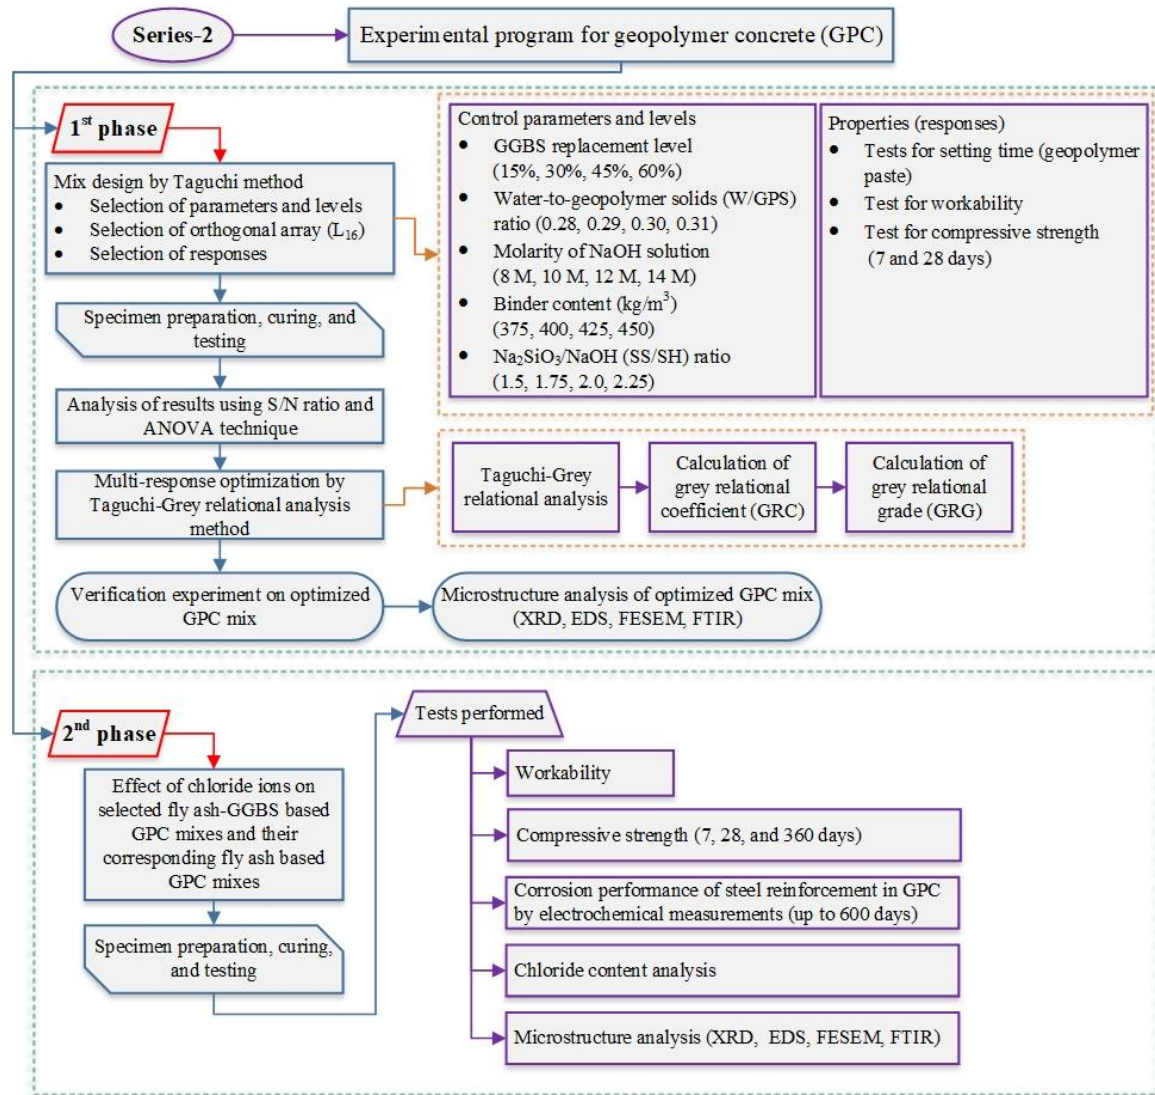 Series-2
Experimental program for geopolymer concrete (GPC)
1st phase
Mix design by Taguchi method
• Selection of parameters and levels
• Selection of orthogonal array (L₁₆)
• Selection of responses
Control parameters and levels
• GGBS replacement level
(15%, 30%, 45%, 60%)
• Water-to-geopolymer solids (W/GPS)
ratio (0.28, 0.29, 0.30, 0.31)
• Molarity of NaOH solution
(8 M, 10 M, 12 M, 14 M)
• Binder content (kg/m³)
(375, 400, 425, 450)
• Na₂SiO₃/NaOH (SS/SH) ratio
(1.5, 1.75, 2.0, 2.25)
Properties (responses)
• Tests for setting time (geopolymer
paste)
• Test for workability
• Test for compressive strength
(7 and 28 days)
Specimen preparation, curing, and
testing
Analysis of results using S/N ratio and
ANOVA technique
Multi-response optimization by
Taguchi-Grey relational analysis
method
Taguchi-Grey
relational analysis
Calculation of
grey relational
coefficient (GRC)
Calculation of
grey relational
grade (GRG)
Verification experiment on optimized
GPC mix
Microstructure analysis of optimized GPC mix
(XRD, EDS, FESEM, FTIR)
2nd phase
Effect of chloride ions on
selected fly ash-GGBS based
GPC mixes and their
corresponding fly ash based
GPC mixes
Specimen preparation, curing,
and testing
Tests performed
Workability
Compressive strength (7, 28, and 360 days)
Corrosion performance of steel reinforcement in GPC
by electrochemical measurements (up to 600 days)
Chloride content analysis
Microstructure analysis (XRD, EDS, FESEM, FTIR)